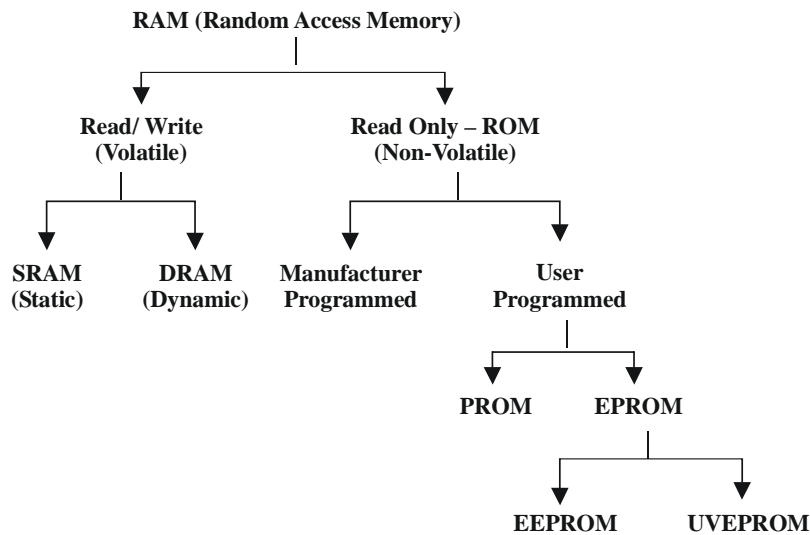 RAM (Random Access Memory)
Read/ Write
(Volatile)
Read Only – ROM
(Non-Volatile)
SRAM
(Static)
DRAM
(Dynamic)
Manufacturer
Programmed
User
Programmed
PROM
EPROM
EEPROM
UVEPROM